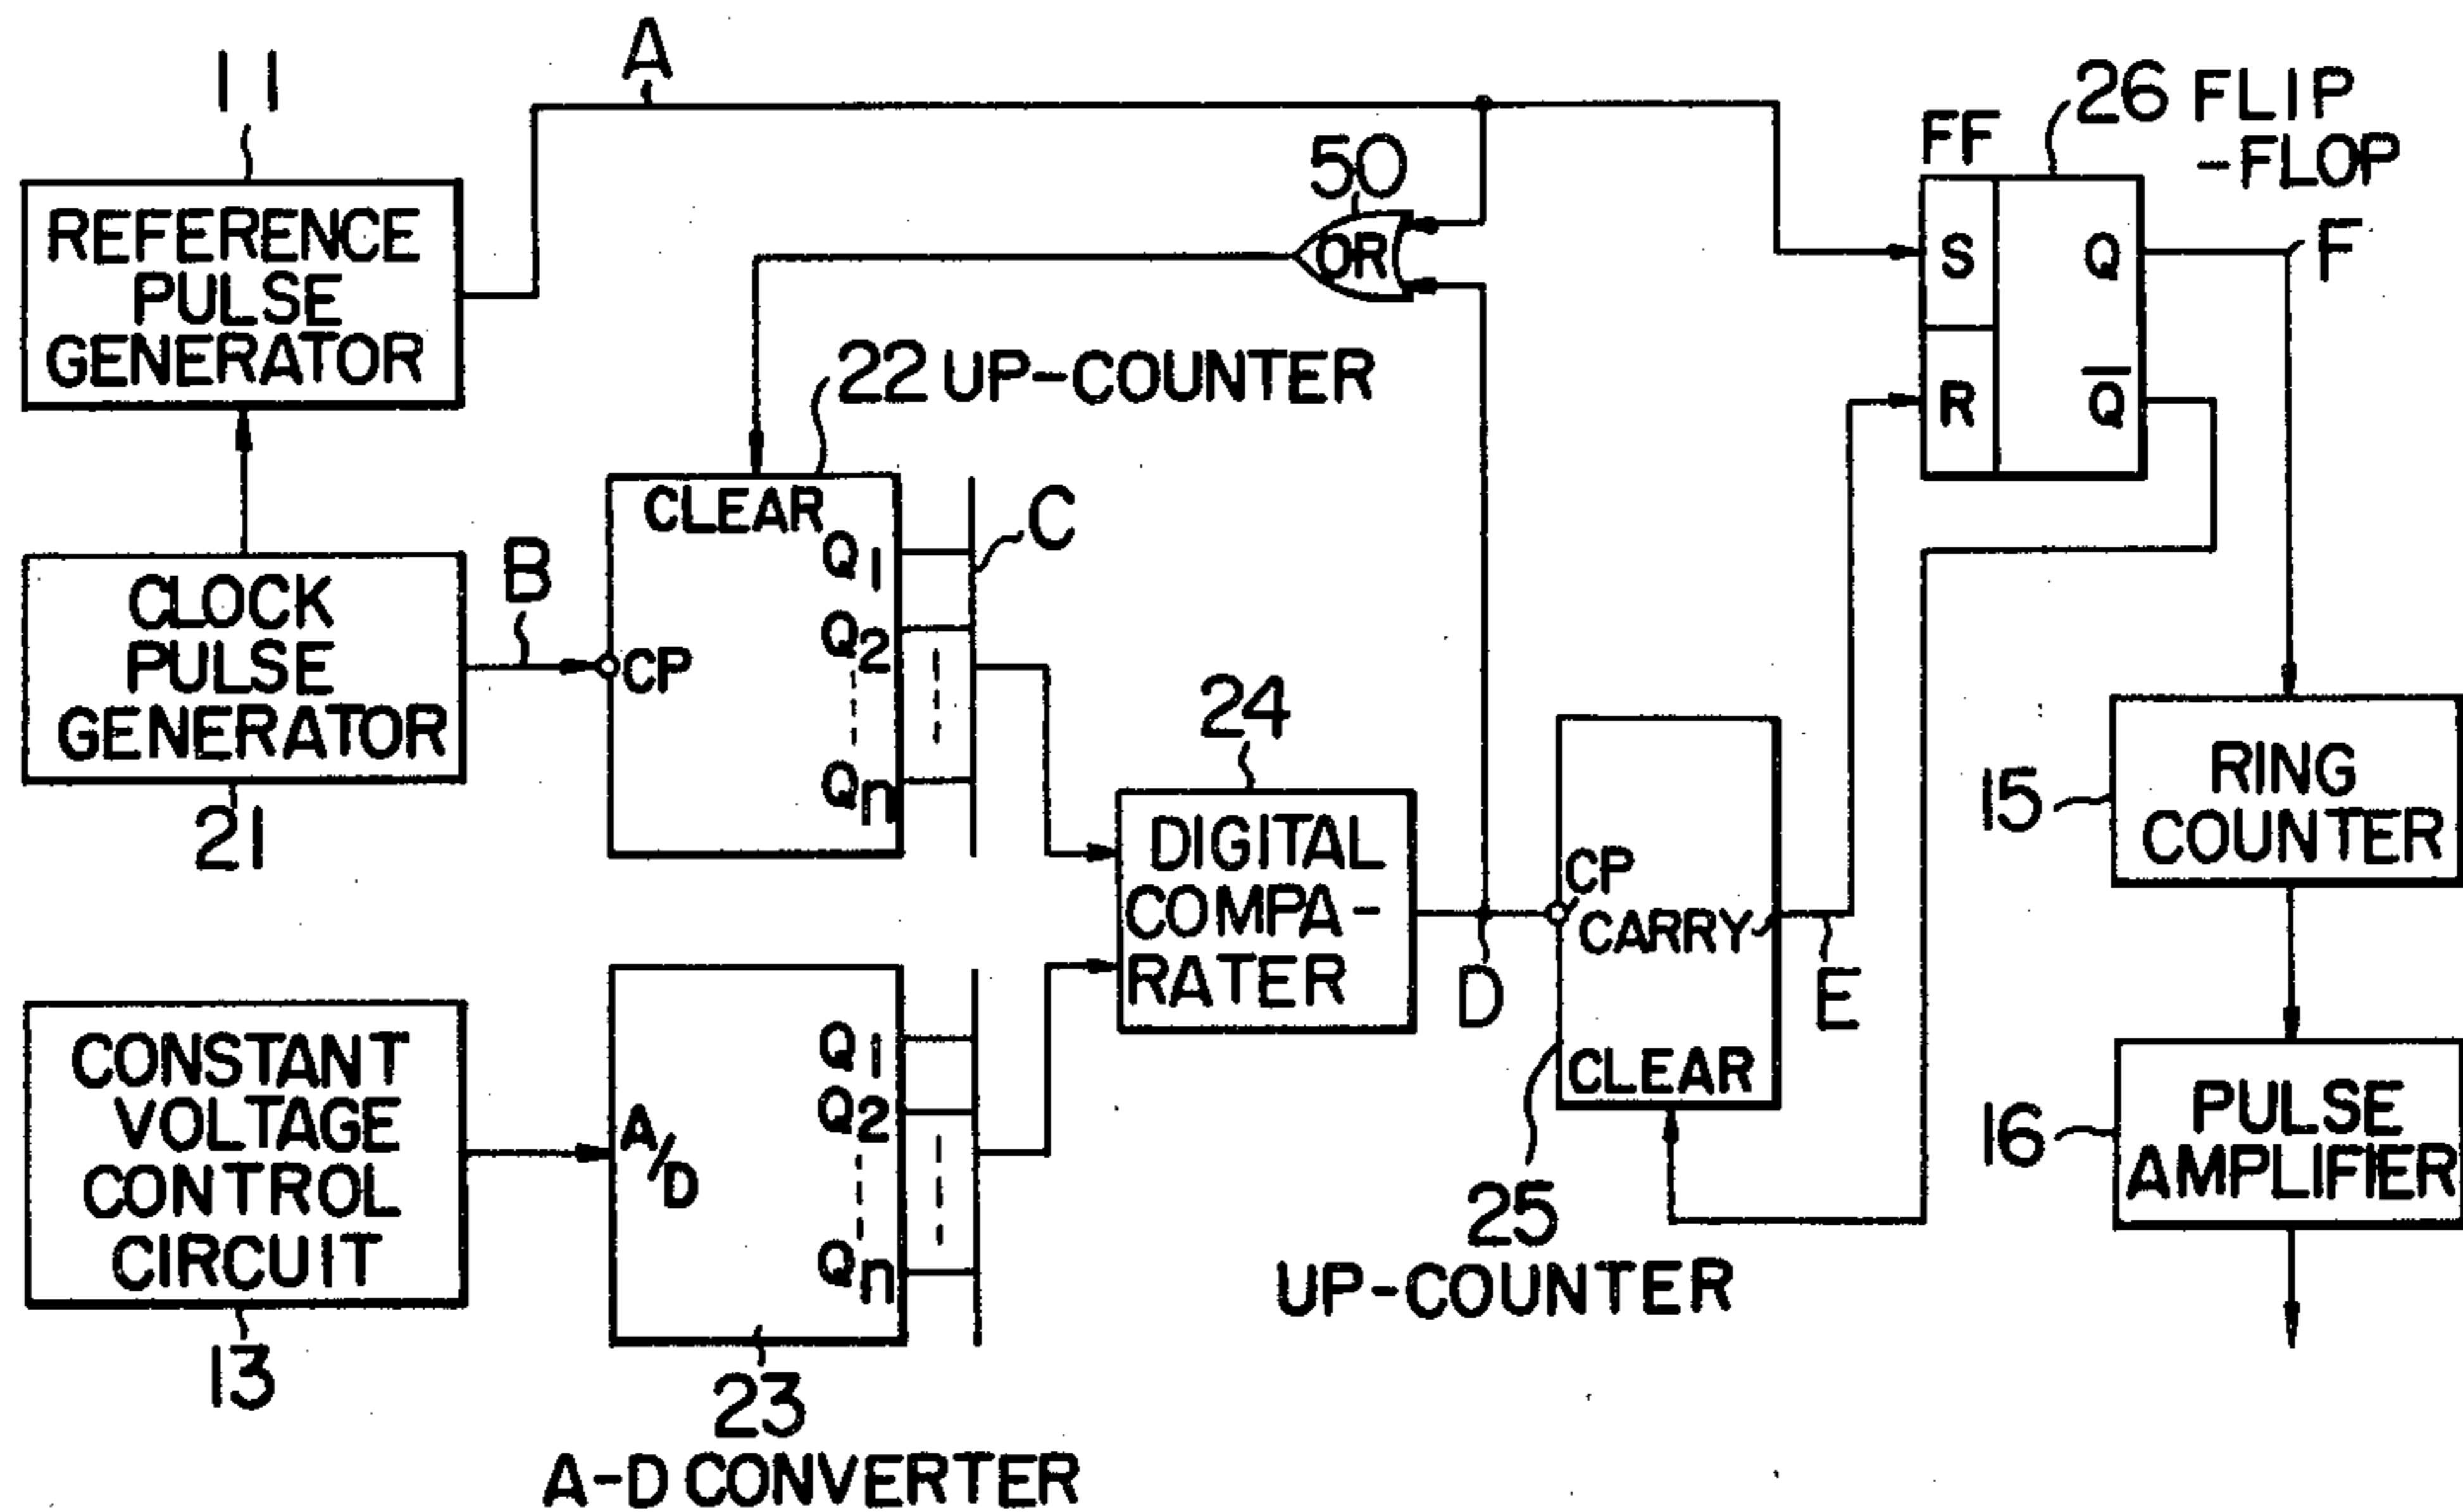 11
REFERENCE
PULSE
GENERATOR
A
50
OR
FF
26 FLIP
-FLOP
S
Q
F
R
Q̅
22 UP-COUNTER
CLEAR
Q1
Q2
Qn
CP
C
CLOCK
PULSE
GENERATOR
21
B
24
DIGITAL
COMPA-
RATER
D
CP
CARRY
CLEAR
E
25
UP-COUNTER
15
RING
COUNTER
16
PULSE
AMPLIFIER
CONSTANT
VOLTAGE
CONTROL
CIRCUIT
13
A/D
Q1
Q2
Qn
23
A-D CONVERTER